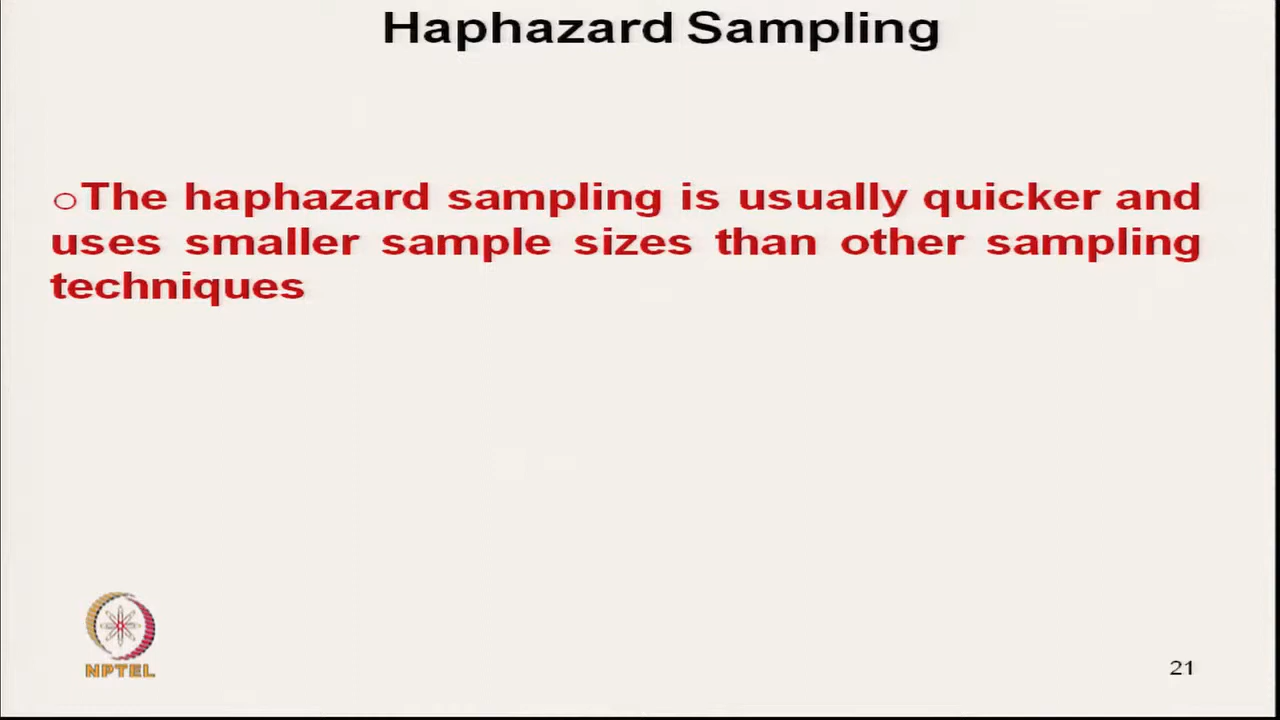 Haphazard Sampling
○The haphazard sampling is usually quicker and
uses smaller sample sizes than other sampling
techniques
NPTEL
21